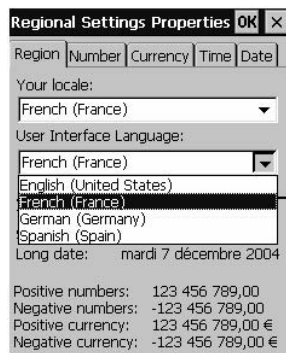 Regional Settings Properties OK ×
Region Number Currency Time Date
Your locale:
French (France)
User Interface Language:
French (France)
English (United States)
French (France)
German (Germany)
Spanish (Spain)
Long date: mardi 7 décembre 2004
Positive numbers: 123 456 789,00
Negative numbers: -123 456 789,00
Positive currency: 123 456 789,00 €
Negative currency: -123 456 789,00 €